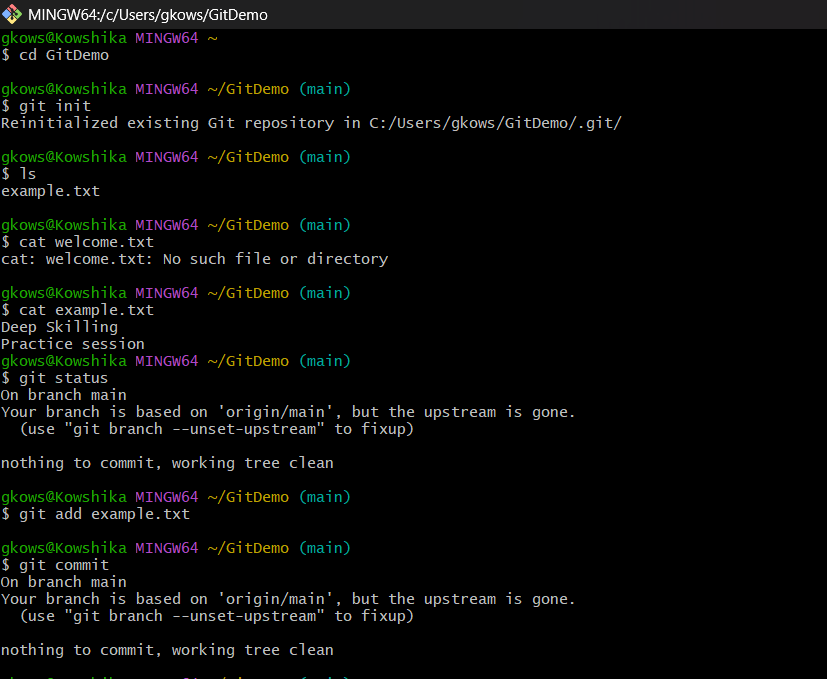 MINGW64:/c/Users/gkows/GitDemo
gkows@Kowshika MINGW64 ~
$ cd GitDemo
gkows@Kowshika MINGW64 ~/GitDemo (main)
$ git init
Reinitialized existing Git repository in C:/Users/gkows/GitDemo/.git/
gkows@Kowshika MINGW64 ~/GitDemo (main)
$ ls
example.txt
gkows@Kowshika MINGW64 ~/GitDemo (main)
$ cat welcome.txt
cat: welcome.txt: No such file or directory
gkows@Kowshika MINGW64 ~/GitDemo (main)
$ cat example.txt
Deep Skilling
Practice session
gkows@Kowshika MINGW64 ~/GitDemo (main)
$ git status
On branch main
Your branch is based on 'origin/main', but the upstream is gone.
  (use "git branch --unset-upstream" to fixup)
nothing to commit, working tree clean
gkows@Kowshika MINGW64 ~/GitDemo (main)
$ git add example.txt
gkows@Kowshika MINGW64 ~/GitDemo (main)
$ git commit
On branch main
Your branch is based on 'origin/main', but the upstream is gone.
  (use "git branch --unset-upstream" to fixup)
nothing to commit, working tree clean